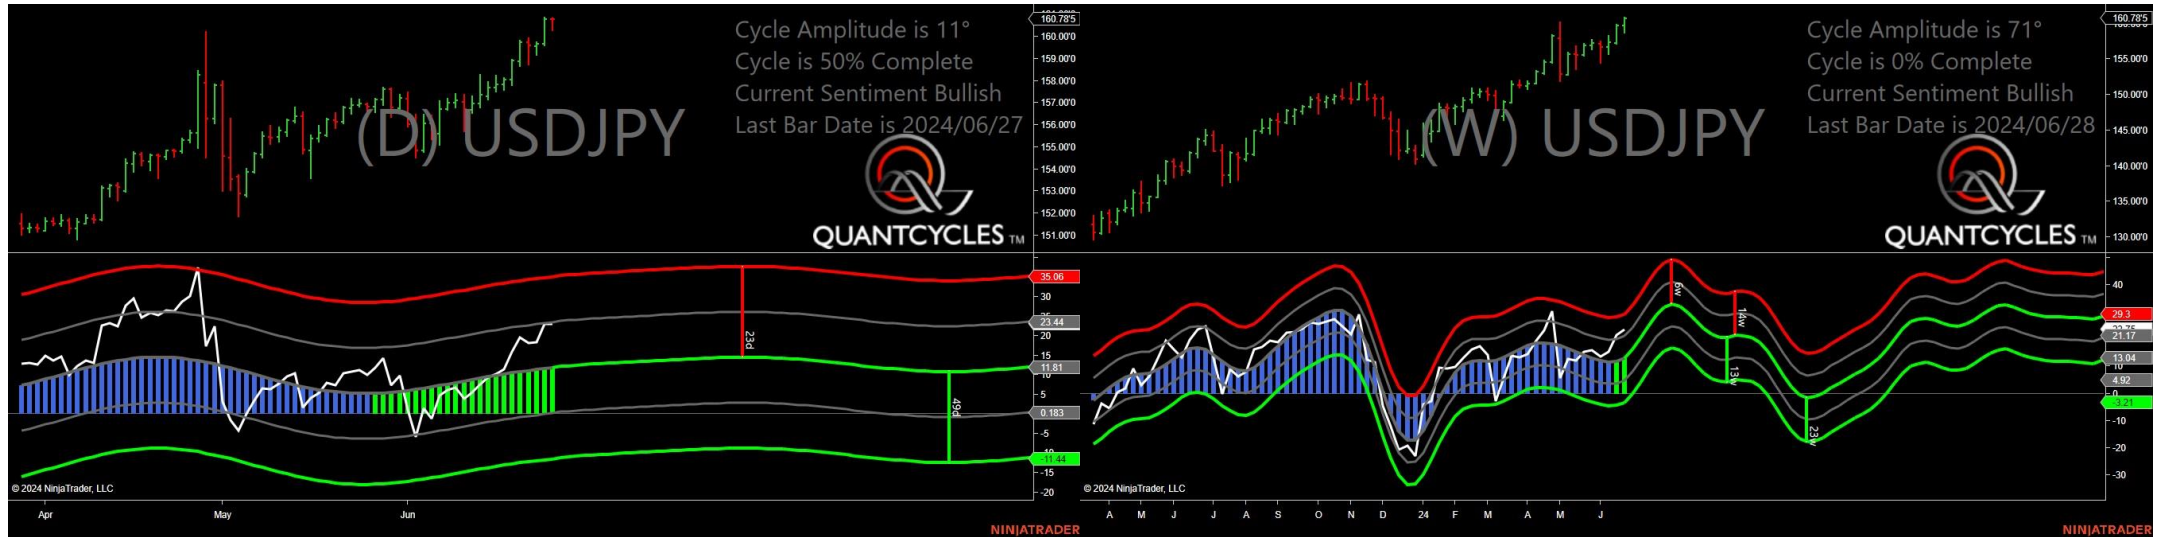 160.78'5
160.00'0
159.00'0
158.00'0
157.00'0
156.00'0
155.00'0
154.00'0
153.00'0
152.00'0
151.00'0
Cycle Amplitude is 11°
Cycle is 50% Complete
Current Sentiment Bullish
Last Bar Date is 2024/06/27
(D) USDJPY
QUANTCYCLES TM
35.06
30
23.44
20
15
11.81
5
0.183
-5
-11.44
-15
-20
23d
49d
© 2024 NinjaTrader, LLC
Apr
May
Jun
NINJATRADER
160.78'5
155.00'0
150.00'0
145.00'0
140.00'0
135.00'0
130.00'0
Cycle Amplitude is 71°
Cycle is 0% Complete
Current Sentiment Bullish
Last Bar Date is 2024/06/28
(W) USDJPY
QUANTCYCLES TM
40
29.3
21.17
13.04
10
4.92
-3.21
-10
-20
-30
6w
14w
13w
23w
© 2024 NinjaTrader, LLC
A M J J A S O N D 24 F M A M J
NINJATRADER